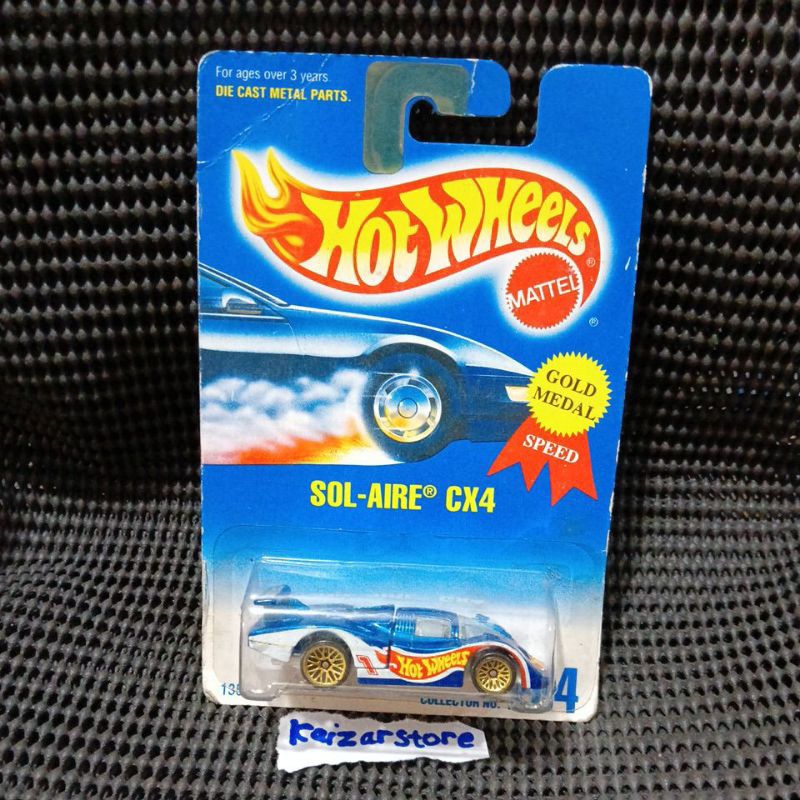 For ages over 3 years.
DIE CAST METAL PARTS.
HOT WHEELS®
MATTEL
®
GOLD
MEDAL
SPEED
SOL-AIRE® CX4
1
HOT WHEELS
COLLECTOR NO.
Keizarstore